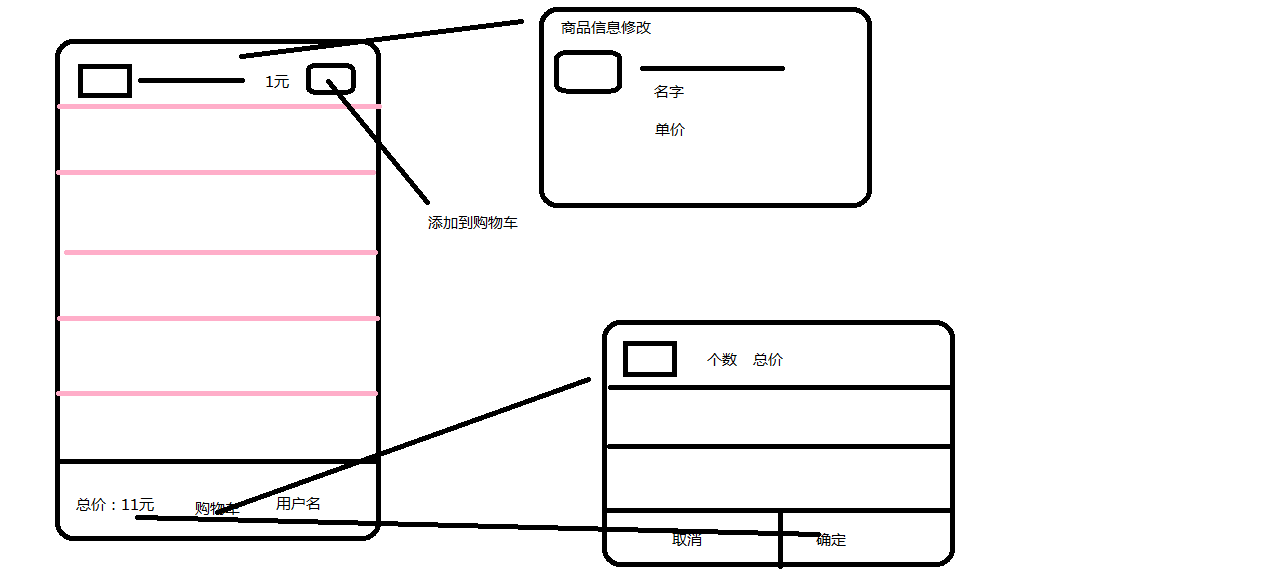 商品信息修改
1元
名字
单价
添加到购物车
个数 总价
总价：11元 购物车 用户名
取消 确定